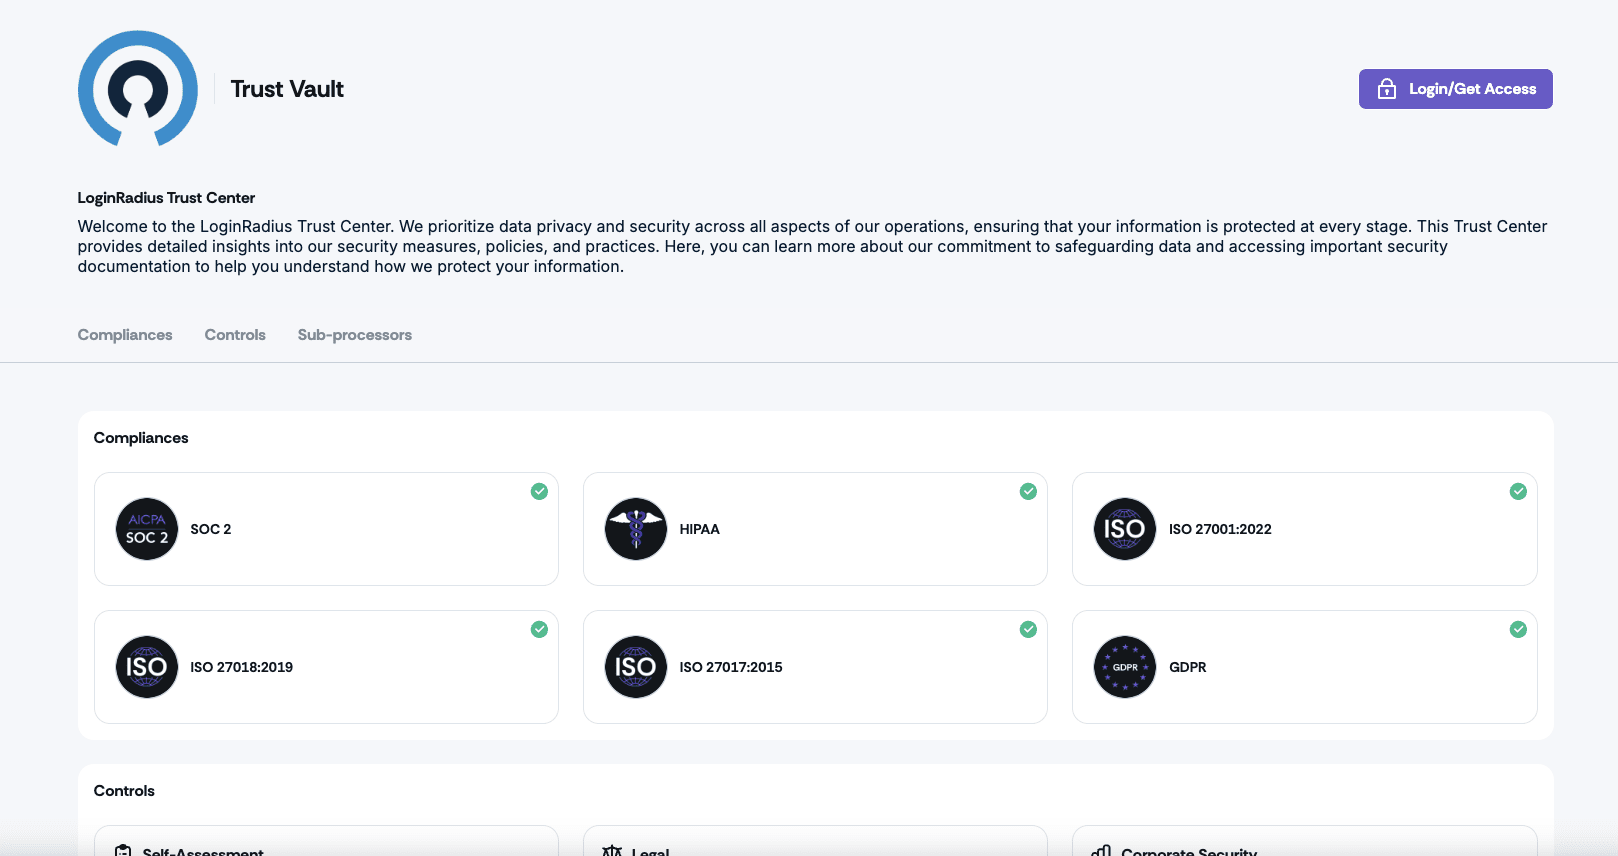 Trust Vault
Login/Get Access
LoginRadius Trust Center
Welcome to the LoginRadius Trust Center. We prioritize data privacy and security across all aspects of our operations, ensuring that your information is protected at every stage. This Trust Center
provides detailed insights into our security measures, policies, and practices. Here, you can learn more about our commitment to safeguarding data and accessing important security
documentation to help you understand how we protect your information.
Compliances Controls Sub-processors
Compliances
AICPA
SOC 2
SOC 2
HIPAA
ISO
ISO 27001:2022
ISO
ISO 27018:2019
ISO
ISO 27017:2015
GDPR
GDPR
Controls
Self-Assessment
Legal
Corporate Security